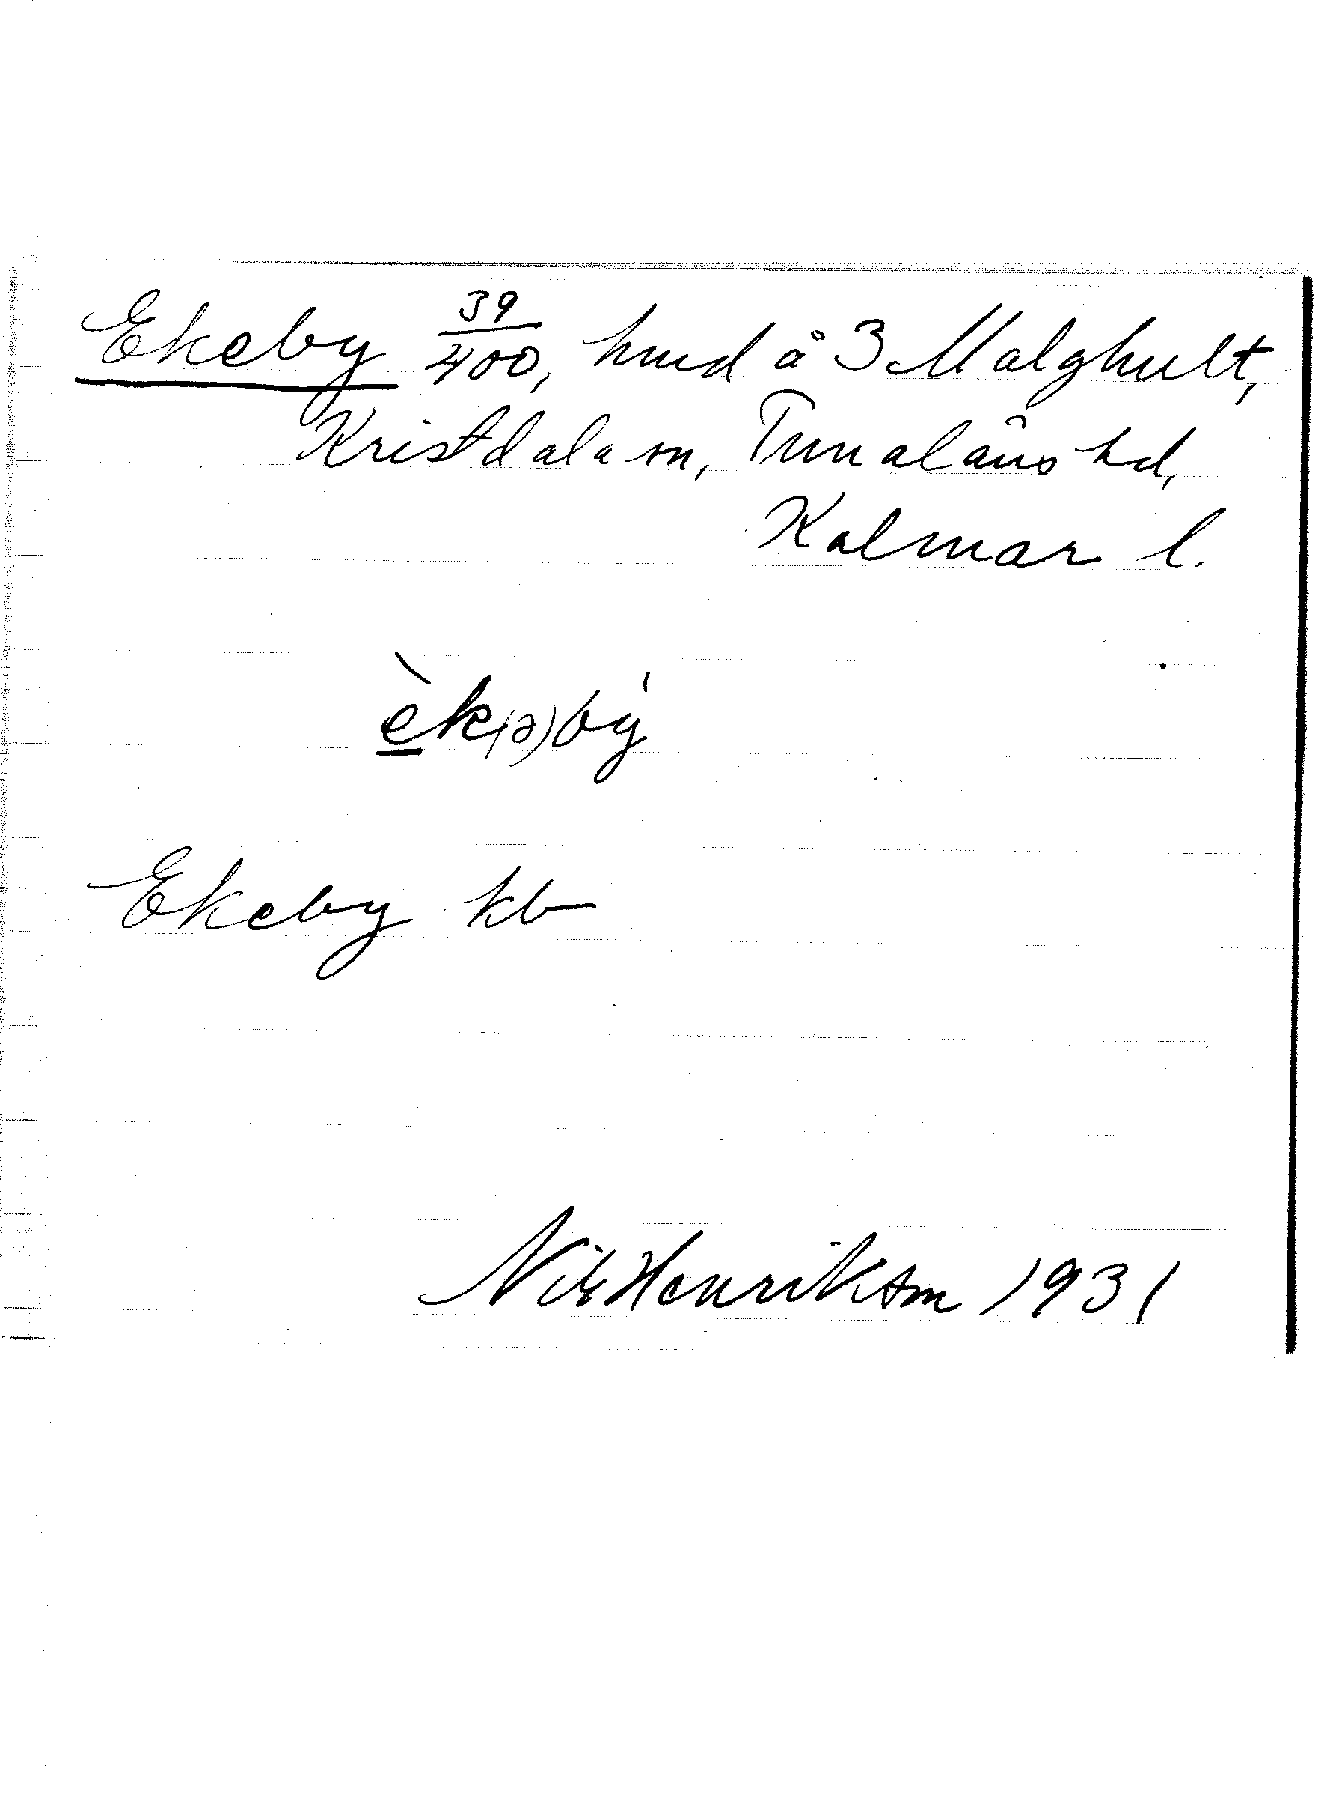 Ekeby 39/400, hmd å 3 Malghult,
Kristdala sn, Tunaläns hd,
Kalmar l.
èk(ə)bý
Ekeby kb
Nils Henrikson 1931